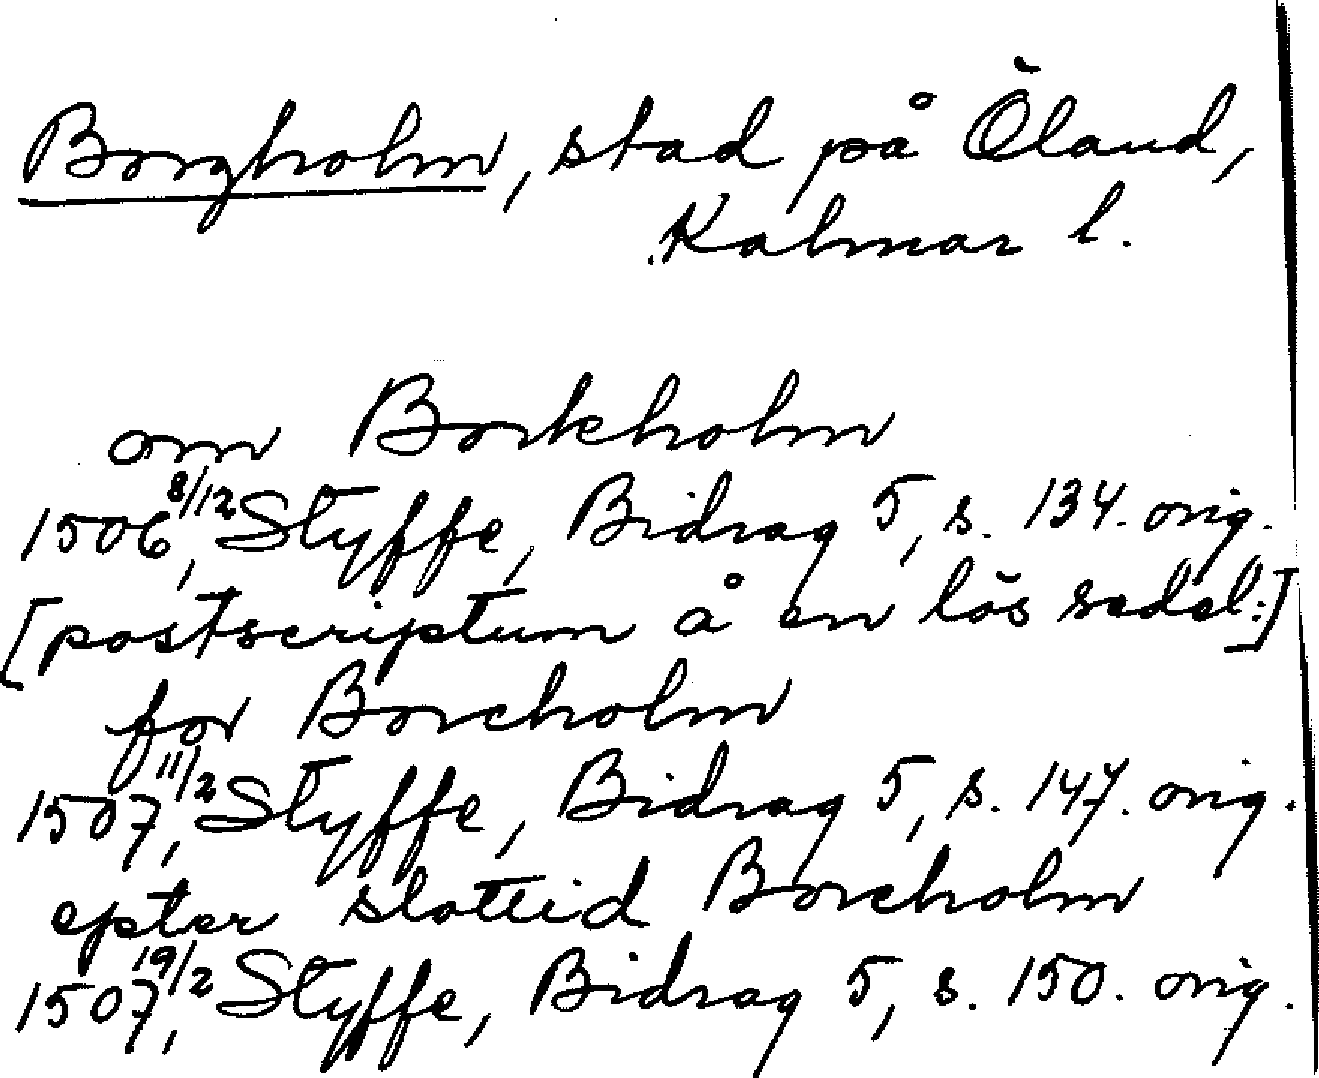 Borgholm, stad på Öland,
Kalmar l.
om Borkholm
1506 8/12, Styffe, Bidrag 5, s. 134. orig.
[postscriptum å en lös sedel.]
for Borcholm
1507 11/2, Styffe, Bidrag 5, s. 147. orig.
epter slottid Borcholm
1507 19/2, Styffe, Bidrag 5, s. 150. orig.